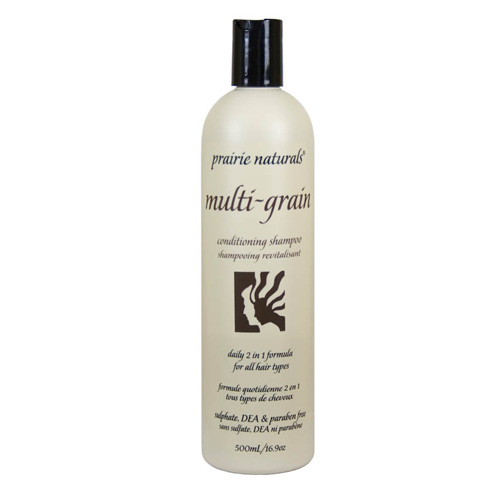 prairie naturals®
multi-grain
conditioning shampoo
shampooing revitalisant
daily 2 in 1 formula
for all hair types
formule quotidienne 2 en 1
tous types de cheveux
sulphate, DEA & paraben free
sans sulfate, DEA ni parabène
500ml/16.9oz